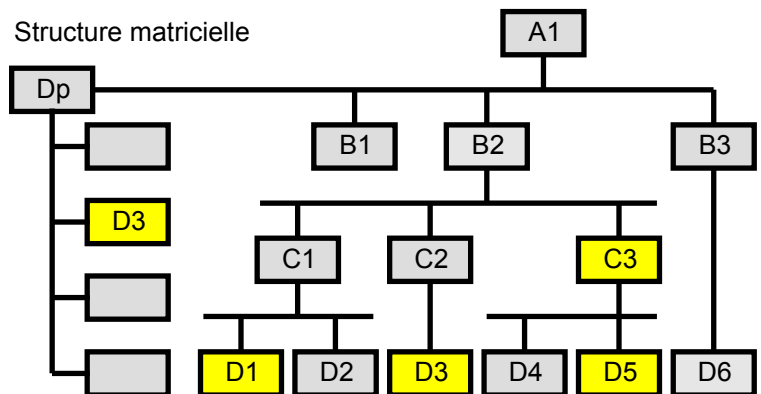 Structure matricielle
A1
Dp
B1
B2
B3
D3
C1
C2
C3
D1
D2
D3
D4
D5
D6